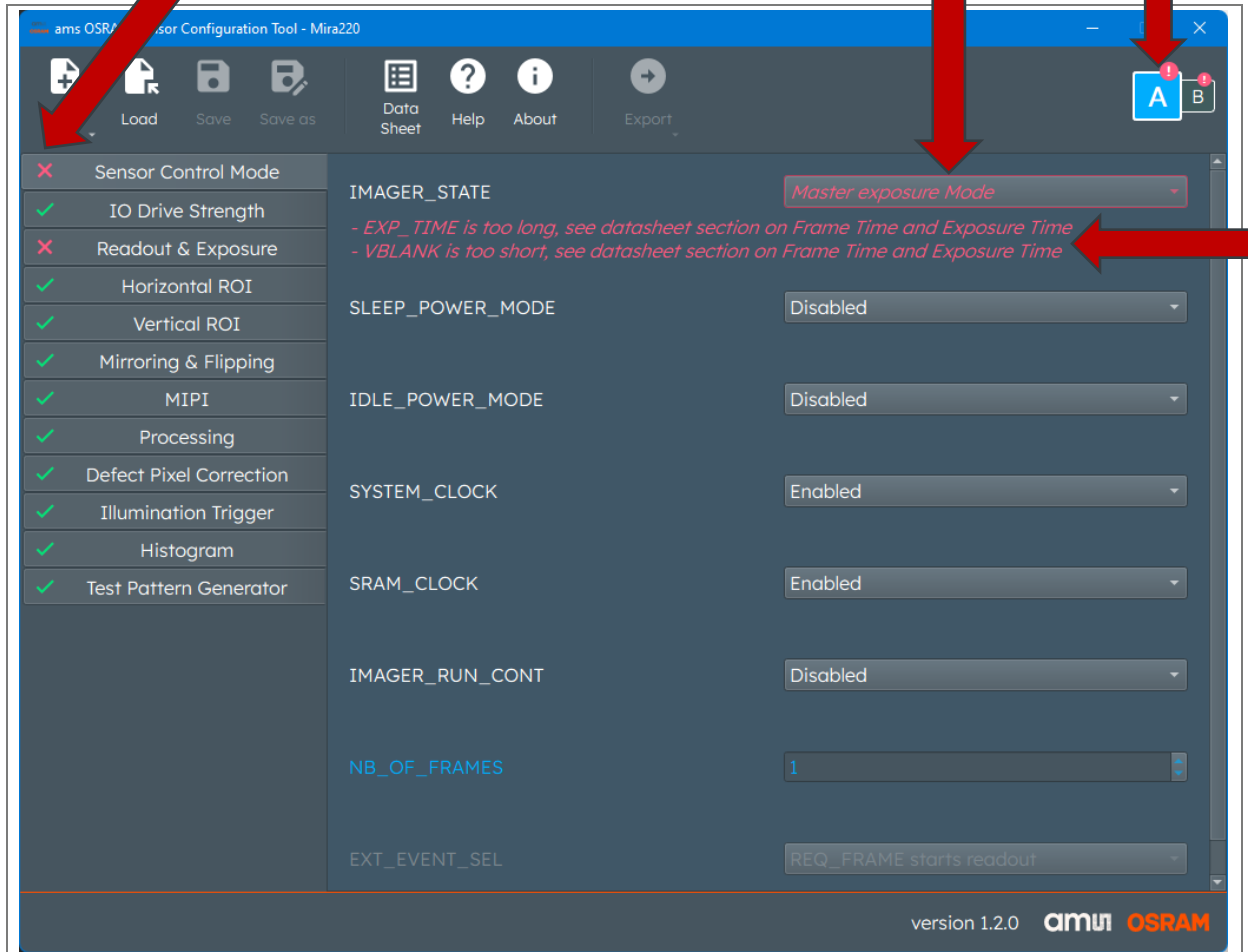 ams OSRAM Sensor Configuration Tool - Mira220
Load
Save
Save as
Data
Sheet
Help
About
Export
A
B
Sensor Control Mode
IO Drive Strength
Readout & Exposure
Horizontal ROI
Vertical ROI
Mirroring & Flipping
MIPI
Processing
Defect Pixel Correction
Illumination Trigger
Histogram
Test Pattern Generator
IMAGER_STATE
Master exposure Mode
- EXP_TIME is too long, see datasheet section on Frame Time and Exposure Time
- VBLANK is too short, see datasheet section on Frame Time and Exposure Time
SLEEP_POWER_MODE
Disabled
IDLE_POWER_MODE
Disabled
SYSTEM_CLOCK
Enabled
SRAM_CLOCK
Enabled
IMAGER_RUN_CONT
Disabled
NB_OF_FRAMES
1
EXT_EVENT_SEL
REQ_FRAME starts readout
version 1.2.0
amu OSRAM